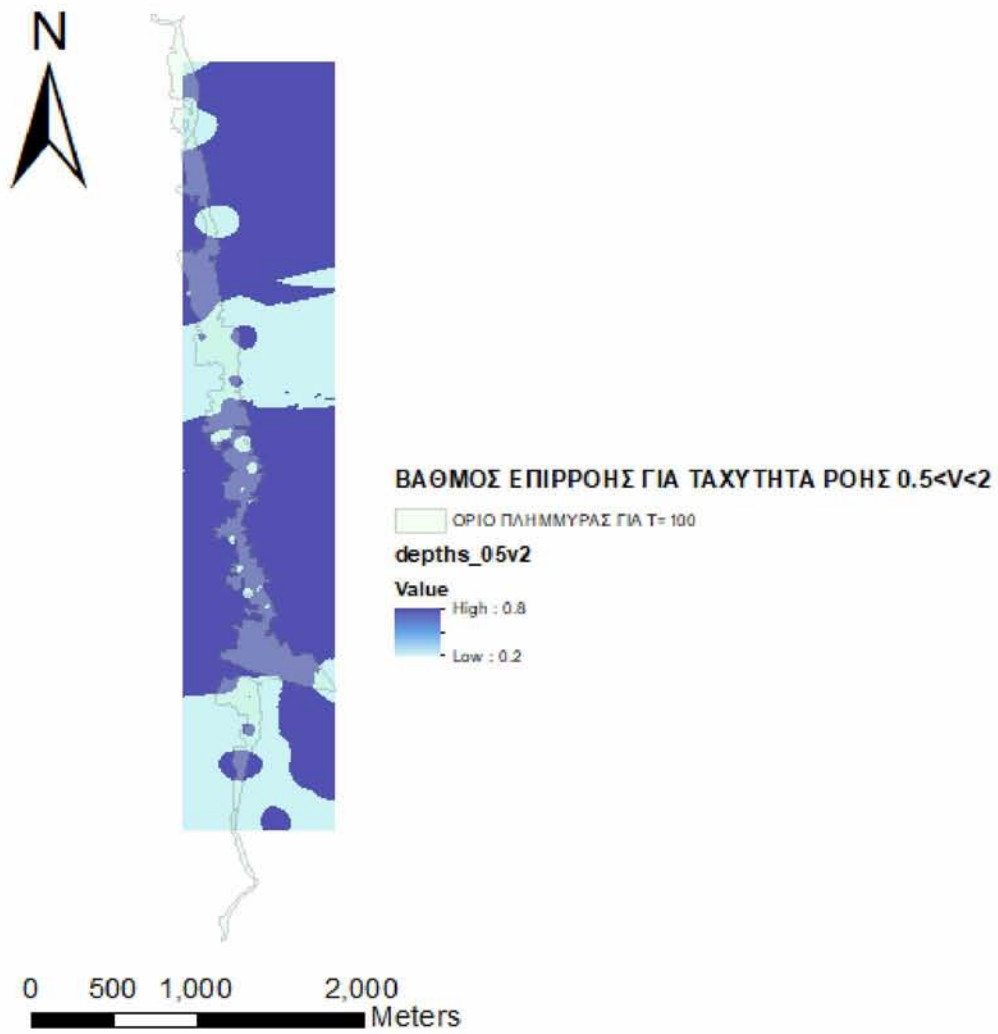 N
ΒΑΘΜΟΣ ΕΠΙΡΡΟΗΣ ΓΙΑ ΤΑΧΥΤΗΤΑ ΡΟΗΣ 0.5<V<2
ΟΡΙΟ ΠΛΗΜΜΥΡΑΣ ΓΙΑ Τ= 100
depths_05v2
Value
High : 0.8
Low : 0.2
0 500 1,000 2,000
Meters